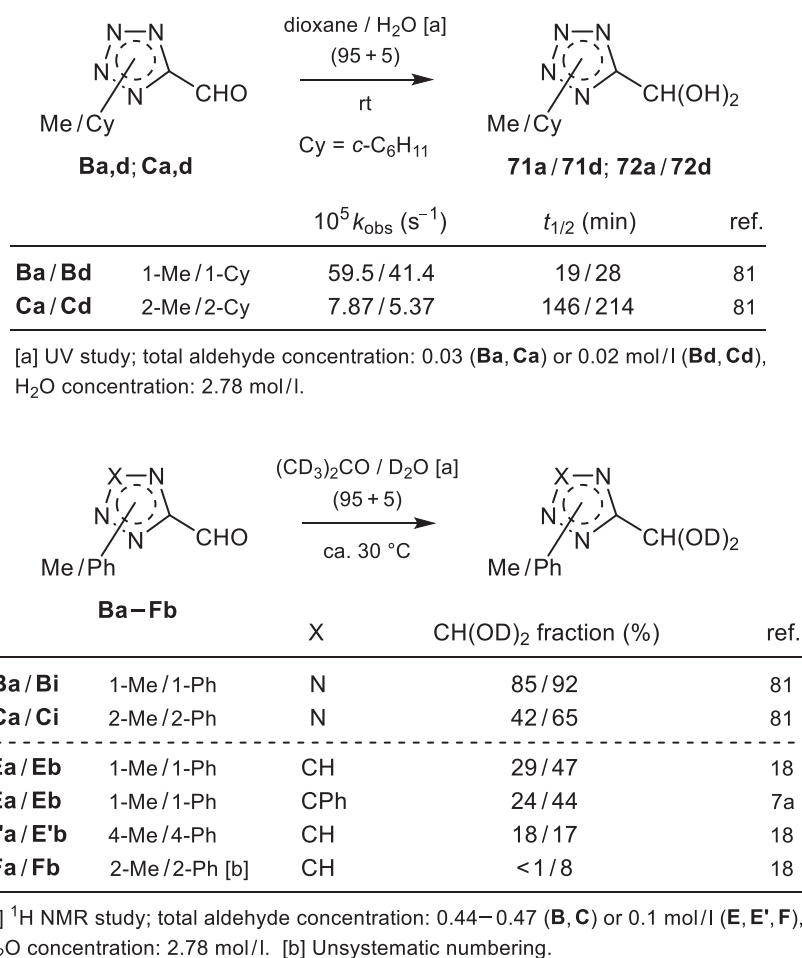 N N
N N
N N
CHO
CH(OH)2
Me/Cy
Me/Cy
dioxane / H2O [a]
(95 + 5)
rt
Cy = c-C6H11
Ba,d; Ca,d
71a / 71d; 72a / 72d
10⁵ kobs (s⁻¹) t1/2 (min) ref.
Ba / Bd 1-Me / 1-Cy 59.5 / 41.4 19 / 28 81
Ca / Cd 2-Me / 2-Cy 7.87 / 5.37 146 / 214 81
[a] UV study; total aldehyde concentration: 0.03 (Ba, Ca) or 0.02 mol/l (Bd, Cd),
H2O concentration: 2.78 mol/l.
X N
X N
N N
CHO
CH(OD)2
Me/Ph
Me/Ph
(CD3)2CO / D2O [a]
(95 + 5)
ca. 30 °C
Ba–Fb
X CH(OD)2 fraction (%) ref.
Ba / Bi 1-Me / 1-Ph N 85 / 92 81
Ca / Ci 2-Me / 2-Ph N 42 / 65 81
Ea / Eb 1-Me / 1-Ph CH 29 / 47 18
Ea / Eb 1-Me / 1-Ph CPh 24 / 44 7a
'a / E'b 4-Me / 4-Ph CH 18 / 17 18
Fa / Fb 2-Me / 2-Ph [b] CH < 1 / 8 18
] ¹H NMR study; total aldehyde concentration: 0.44–0.47 (B, C) or 0.1 mol/l (E, E', F),
2O concentration: 2.78 mol/l. [b] Unsystematic numbering.